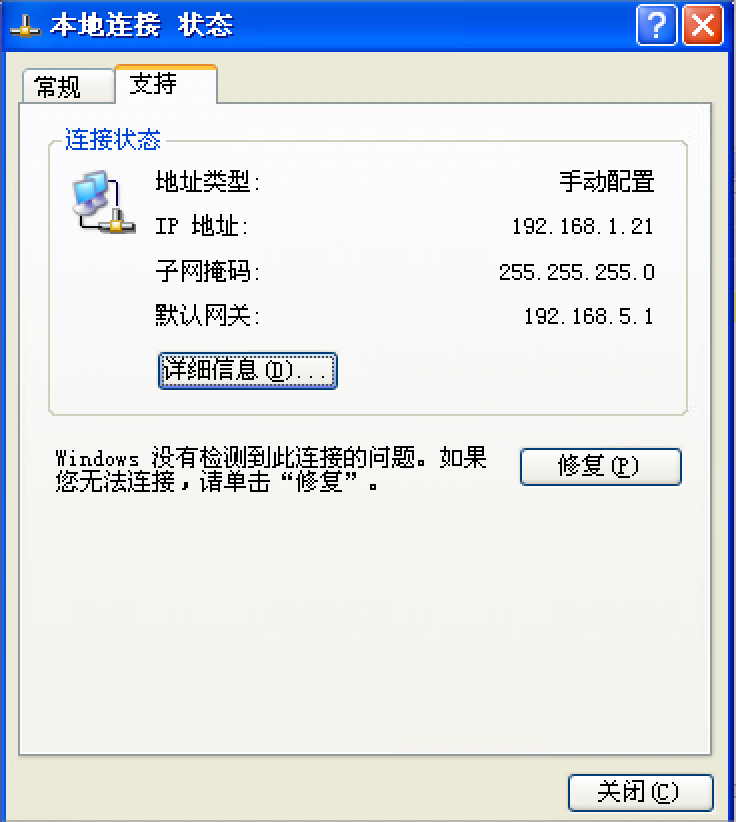 本地连接 状态
常规
支持
连接状态
地址类型: 手动配置
IP 地址: 192.168.1.21
子网掩码: 255.255.255.0
默认网关: 192.168.5.1
详细信息(D)...
Windows 没有检测到此连接的问题。如果
您无法连接，请单击“修复”。
修复(P)
关闭(C)